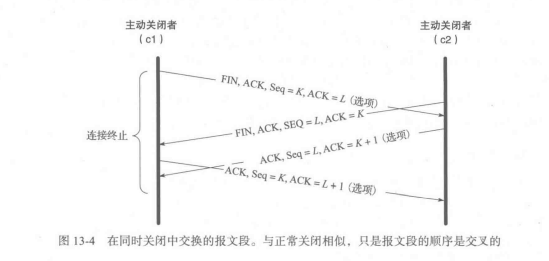 主动关闭者
（c1）
主动关闭者
（c2）
FIN, ACK, Seq = K, ACK = L（选项）
FIN, ACK, SEQ = L, ACK = K
连接终止
ACK, Seq = L, ACK = K + 1（选项）
ACK, Seq = K, ACK = L + 1（选项）
图 13-4 在同时关闭中交换的报文段。与正常关闭相似，只是报文段的顺序是交叉的